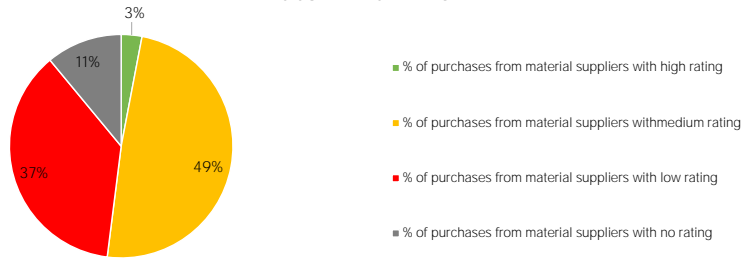 3%
11%
49%
37%
% of purchases from material suppliers with high rating
% of purchases from material suppliers withmedium rating
% of purchases from material suppliers with low rating
% of purchases from material suppliers with no rating